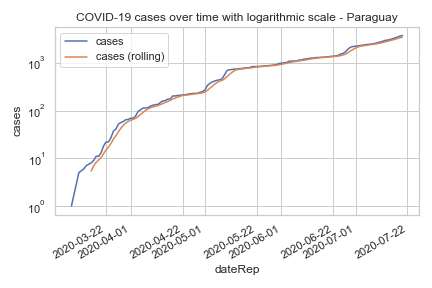 COVID-19 cases over time with logarithmic scale - Paraguay
cases
cases (rolling)
cases
10³
10²
10¹
10⁰
2020-03-22
2020-04-01
2020-04-22
2020-05-01
2020-05-22
2020-06-01
2020-06-22
2020-07-01
2020-07-22
dateRep